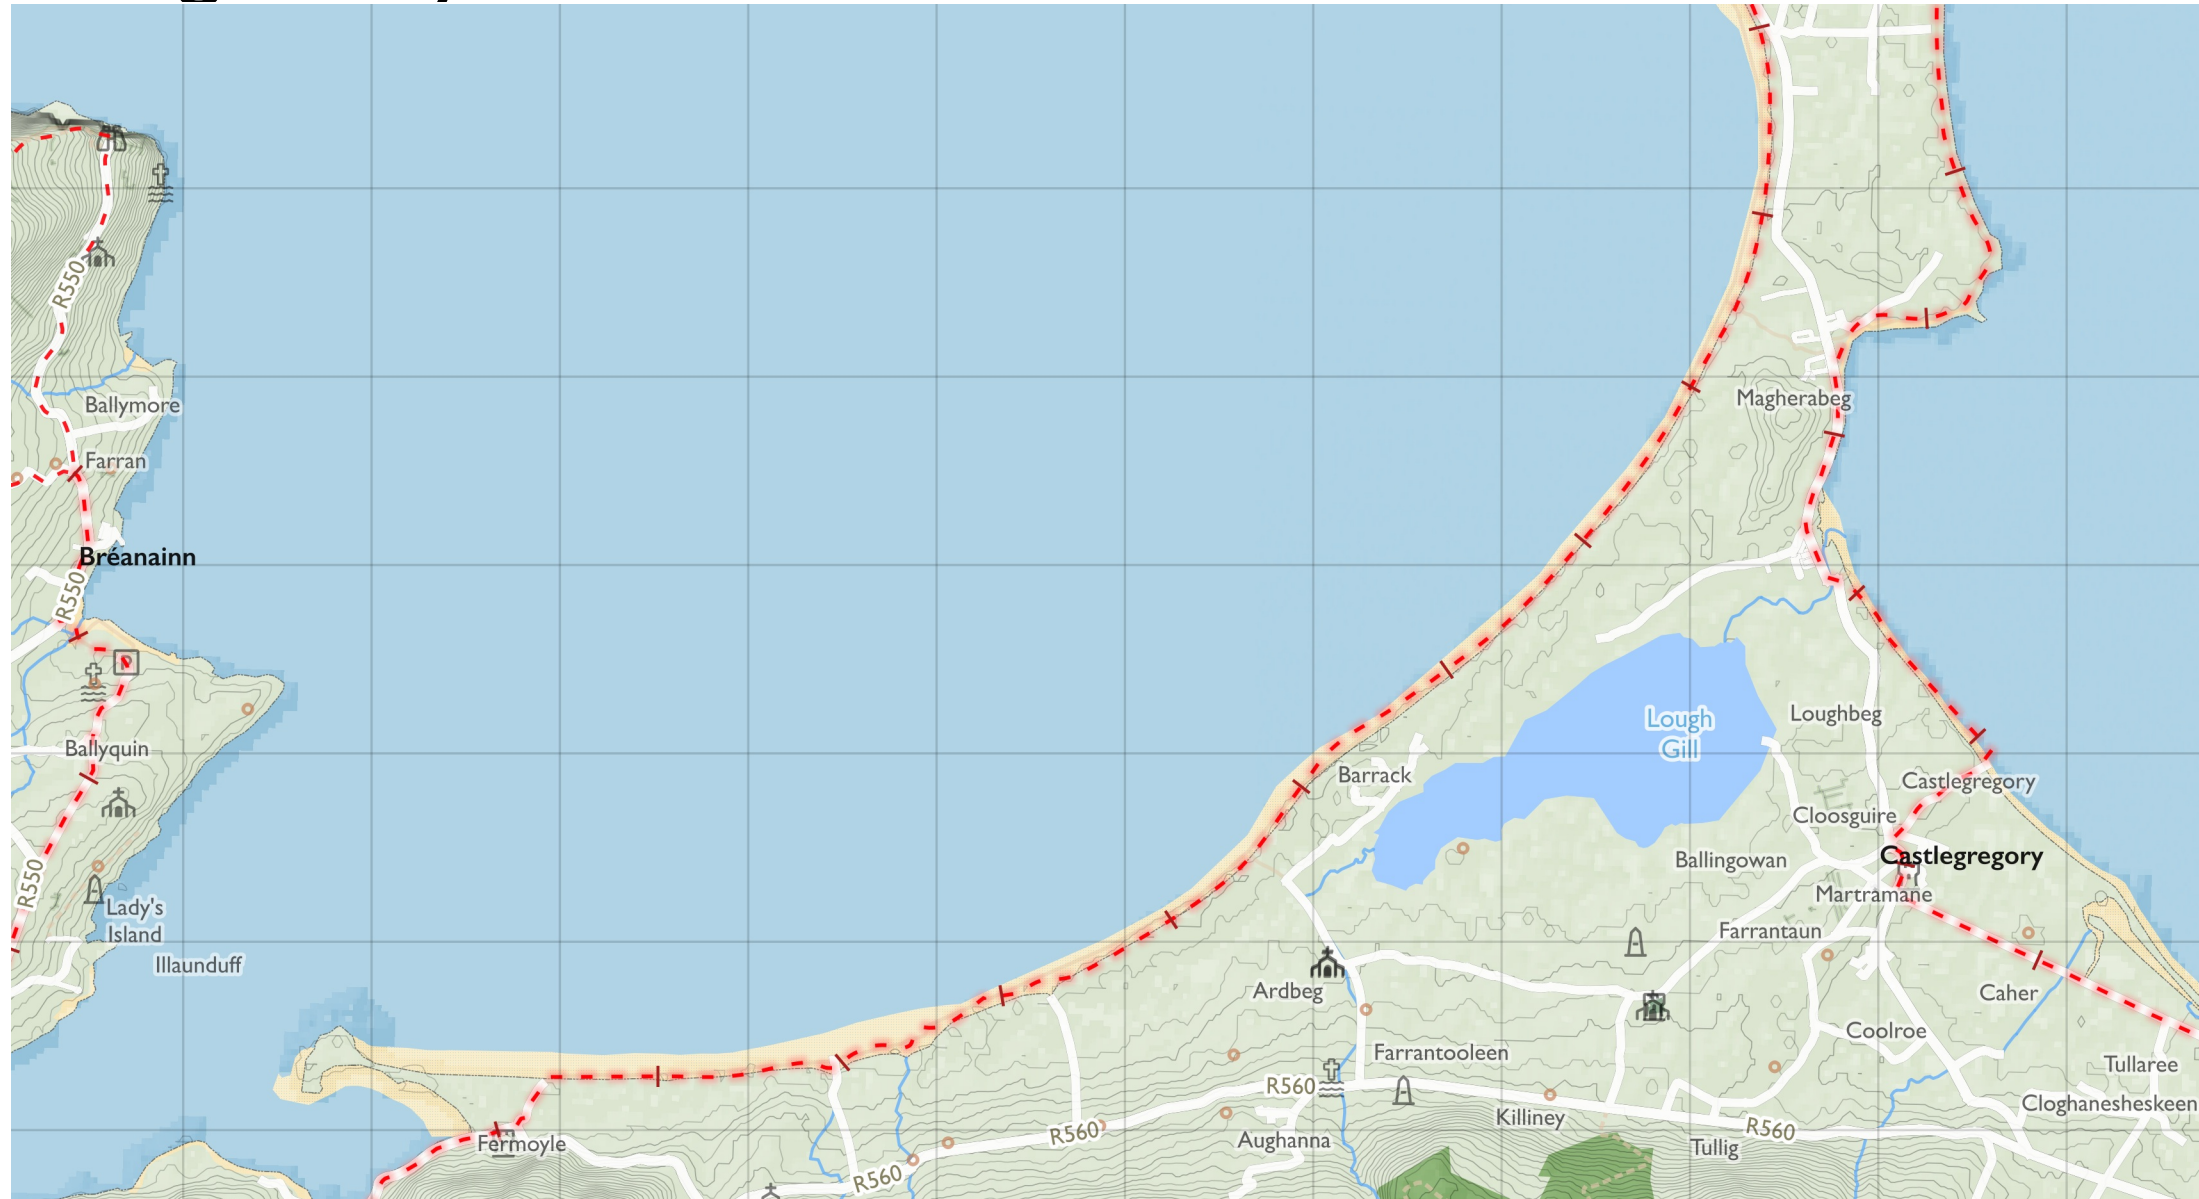 R550
Ballymore
Magherabeg
Farran
Bréanainn
R550
P
Lough
Gill
Loughbeg
Ballyquin
Barrack
Castlegregory
Cloosguire
R550
Ballingowan
Castlegregory
Martramane
Lady's
Island
Farrantaun
Illaunduff
Ardbeg
Caher
Coolroe
Farrantooleen
Tullaree
R560
Killiney
Cloghanesheskeen
Fermoyle
R560
Aughanna
R560
Tullig
R560